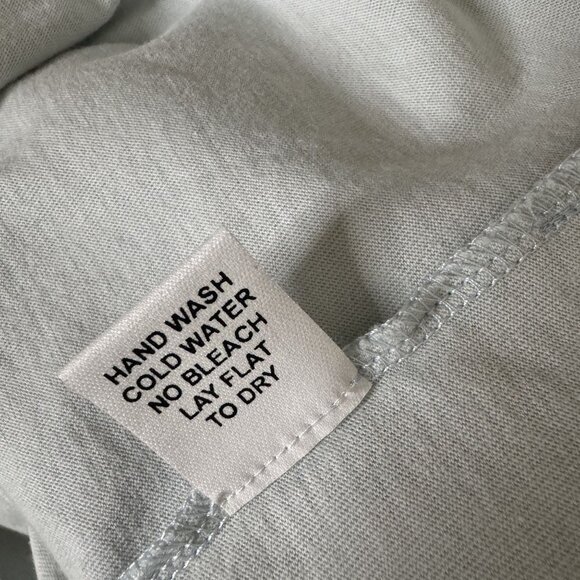 HAND WASH
COLD WATER
NO BLEACH
LAY FLAT
TO DRY